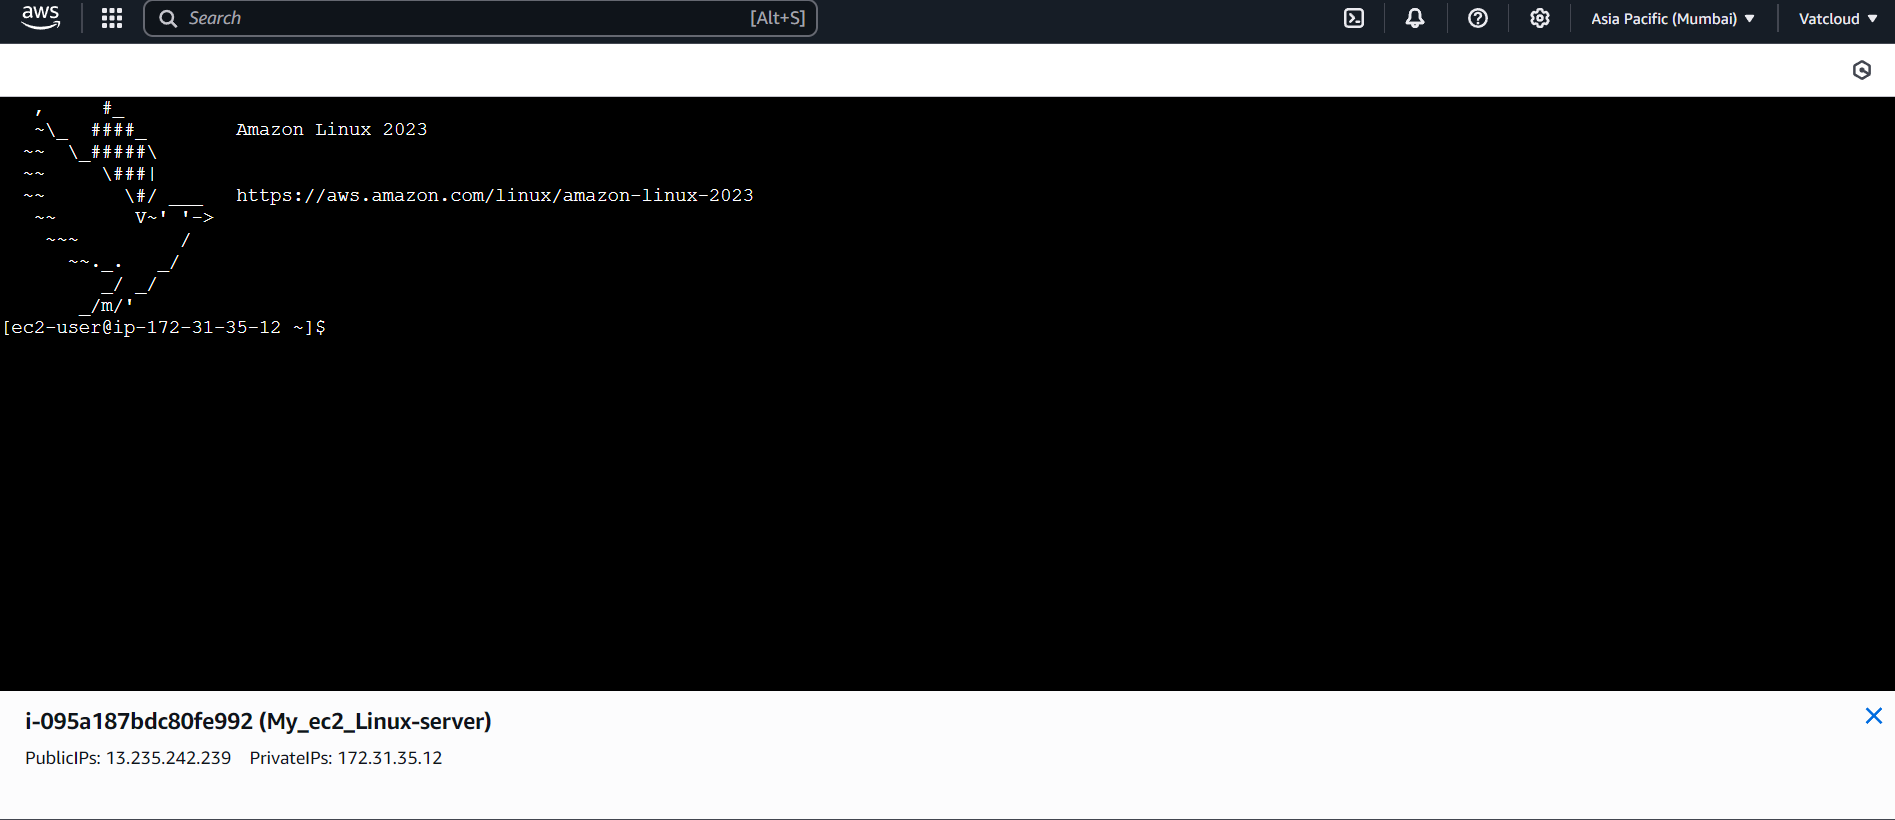 aws Search [Alt+S] Asia Pacific (Mumbai) Vatcloud
   ,     #_
   ~\_  ####_        Amazon Linux 2023
  ~~  \_#####\
  ~~     \###|
  ~~       \#/ ___   https://aws.amazon.com/linux/amazon-linux-2023
   ~~       V~' '->
    ~~~         /
      ~~._.   _/
         _/ _/
       _/m/'
[ec2-user@ip-172-31-35-12 ~]$
i-095a187bdc80fe992 (My_ec2_Linux-server)
PublicIPs: 13.235.242.239 PrivateIPs: 172.31.35.12